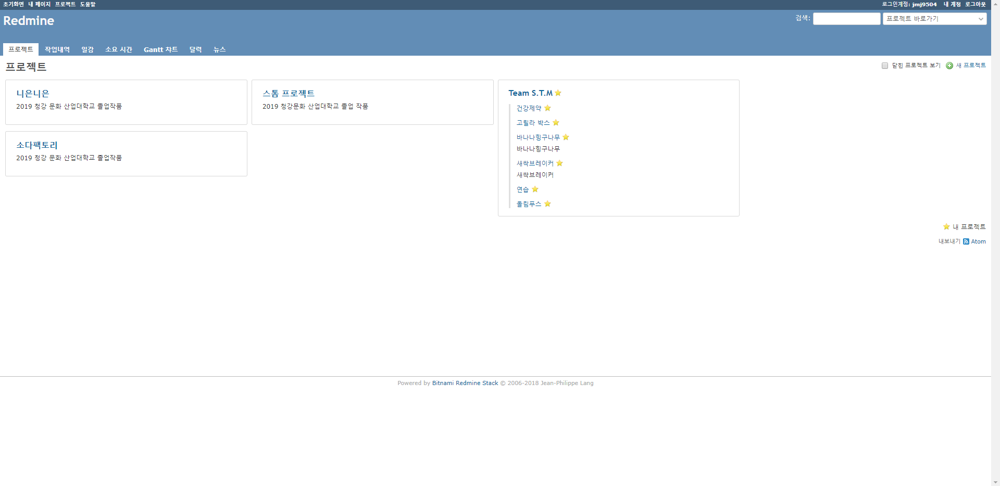 초기화면 내 페이지 프로젝트 도움말
로그인계정: jmj9504 내 계정 로그아웃
Redmine
검색: 프로젝트 바로가기
프로젝트 작업내역 일감 소요 시간 Gantt 차트 달력 뉴스
프로젝트
닫힌 프로젝트 보기 새 프로젝트
니은니은
2019 청강 문화 산업대학교 졸업작품
소다팩토리
2019 청강 문화 산업대학교 졸업작품
스톰 프로젝트
2019 청강문화 산업대학교 졸업 작품
Team S.T.M
건강제약
고릴라 박스
바나나힝구나무
바나나힝구나무
새싹브레이커
새싹브레이커
연습
올림푸스
내 프로젝트
내보내기 Atom
Powered by Bitnami Redmine Stack © 2006-2018 Jean-Philippe Lang